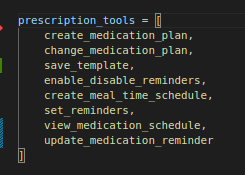 prescription_tools = [
    create_medication_plan,
    change_medication_plan,
    save_template,
    enable_disable_reminders,
    create_meal_time_schedule,
    set_reminders,
    view_medication_schedule,
    update_medication_reminder
]